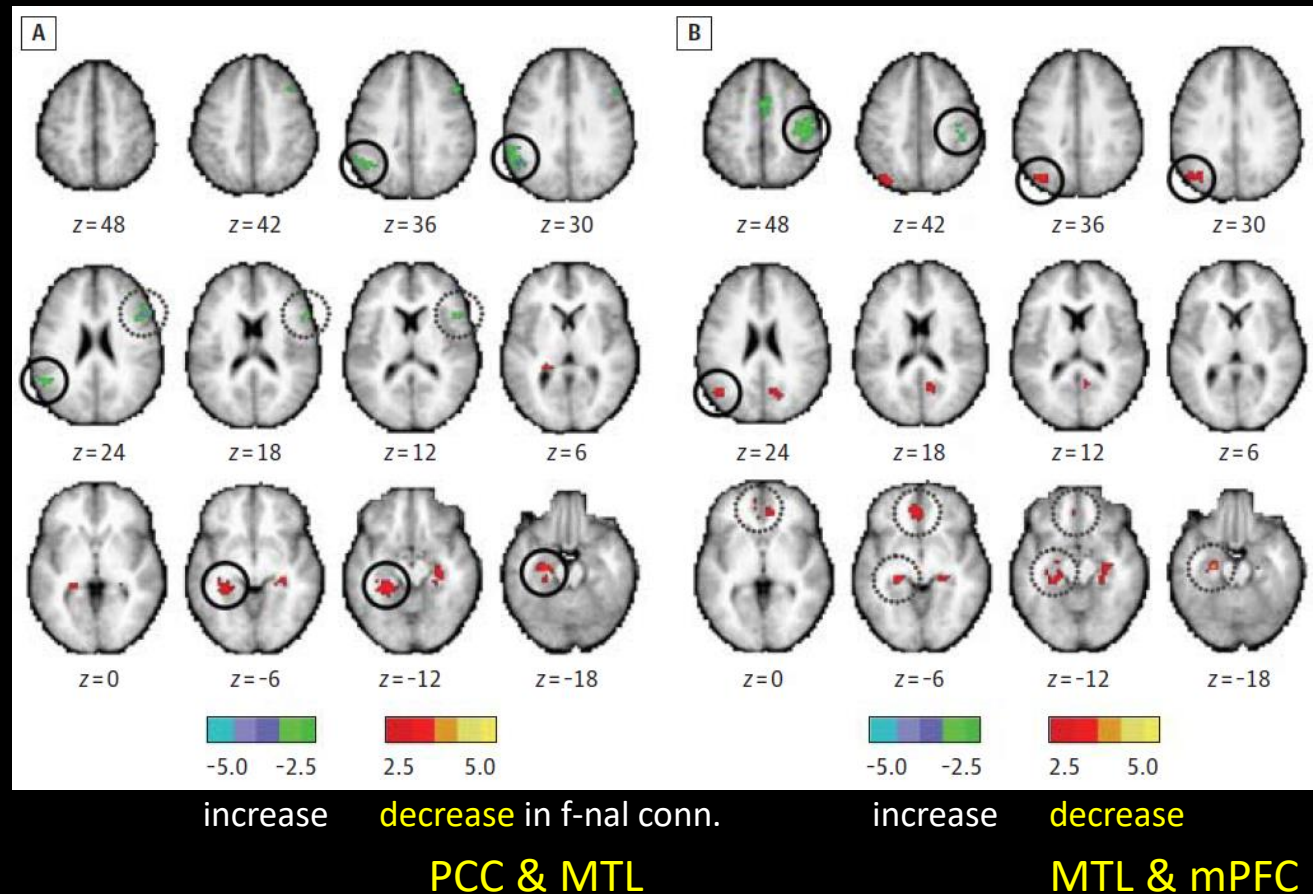 A
z=48 z=42 z=36 z=30
z=24 z=18 z=12 z=6
z=0 z=-6 z=-12 z=-18
-5.0 -2.5 2.5 5.0
B
z=48 z=42 z=36 z=30
z=24 z=18 z=12 z=6
z=0 z=-6 z=-12 z=-18
-5.0 -2.5 2.5 5.0
increase decrease in f-nal conn.
increase decrease
PCC & MTL
MTL & mPFC